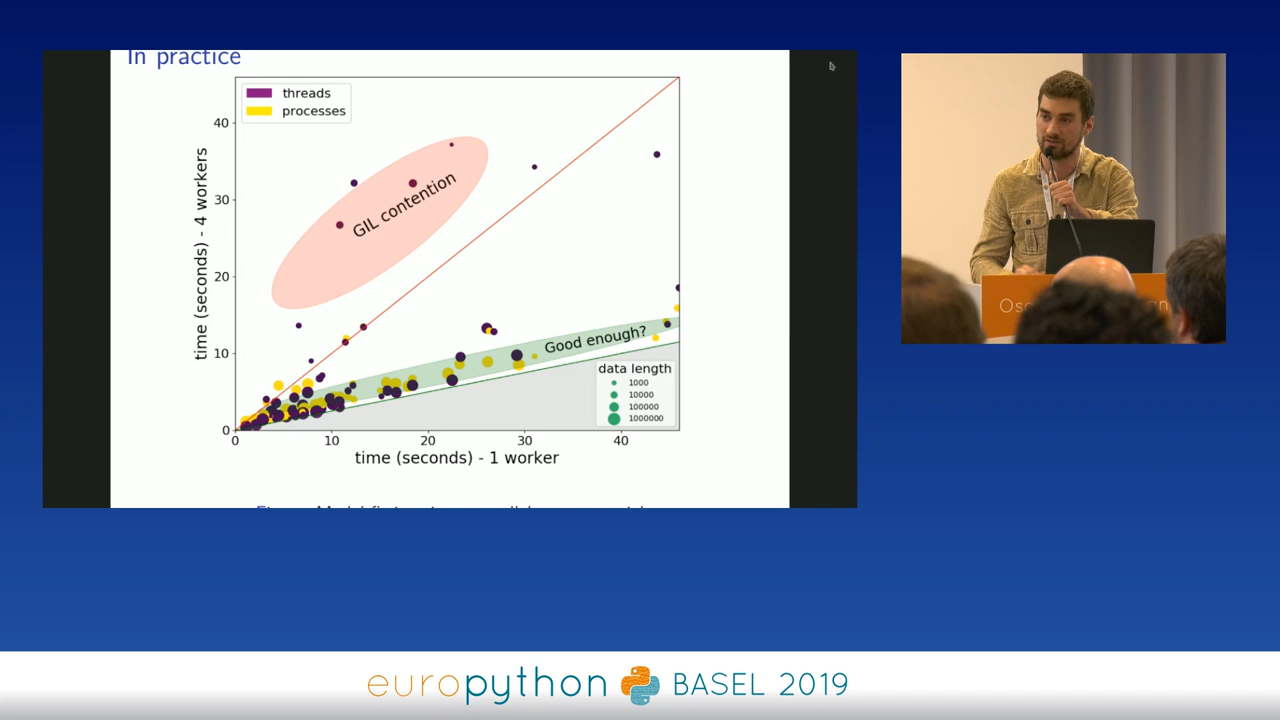 In practice
threads
processes
GIL contention
Good enough?
data length
1000
10000
100000
1000000
time (seconds) - 4 workers
40
30
20
10
0
0 10 20 30 40
time (seconds) - 1 worker
europython BASEL 2019